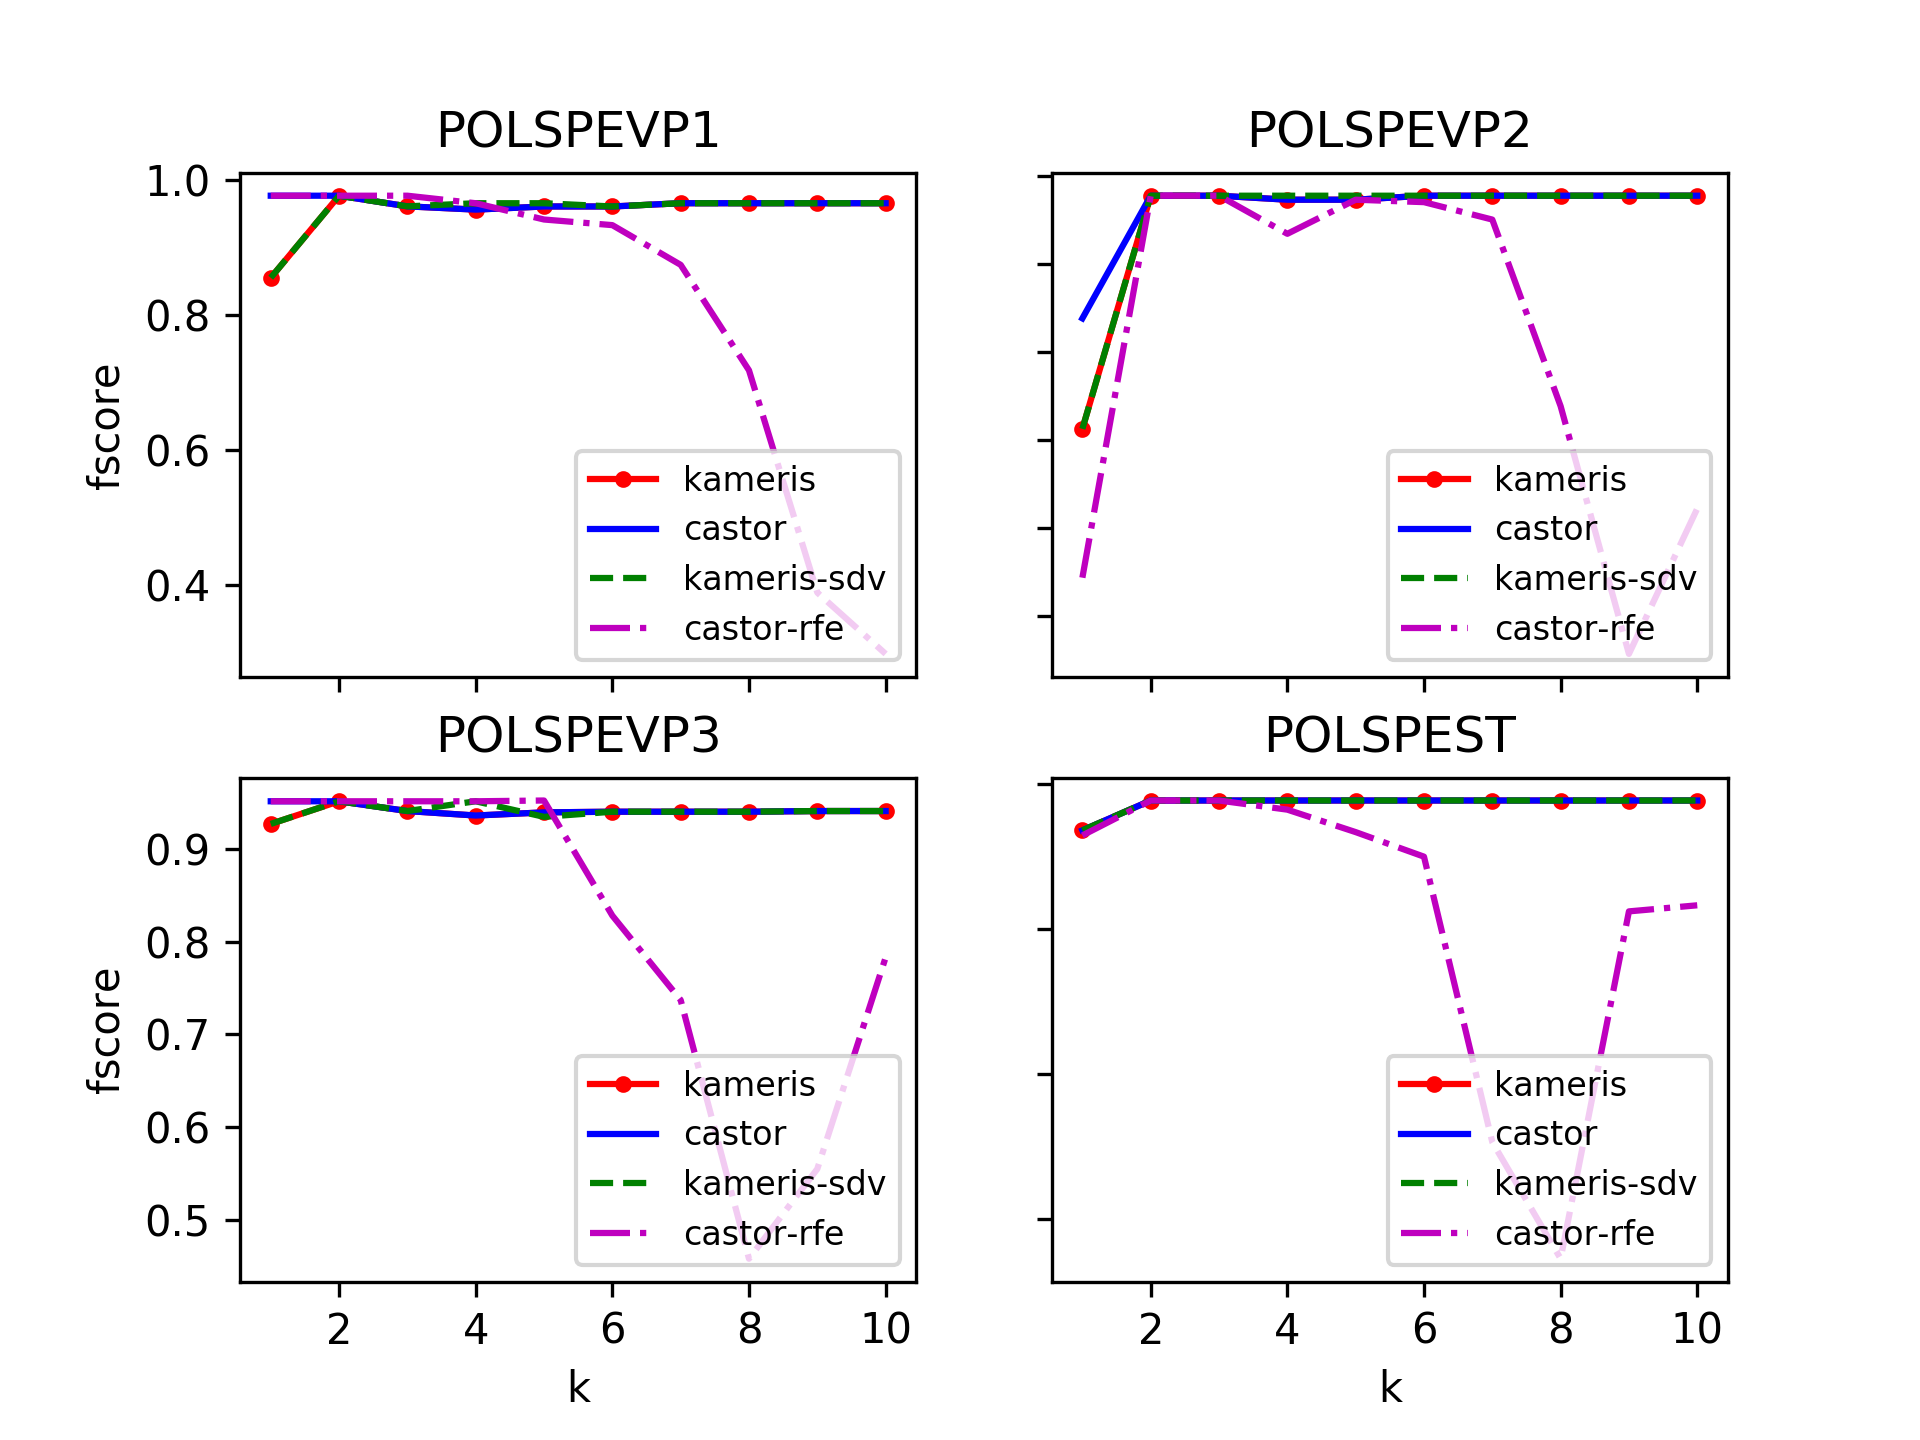 POLSPEVP1
POLSPEVP2
1.0
0.8
0.6
0.4
fscore
kameris
castor
kameris-sdv
castor-rfe
kameris
castor
kameris-sdv
castor-rfe
POLSPEVP3
POLSPEST
0.9
0.8
0.7
0.6
0.5
fscore
kameris
castor
kameris-sdv
castor-rfe
kameris
castor
kameris-sdv
castor-rfe
2 4 6 8 10
k
2 4 6 8 10
k